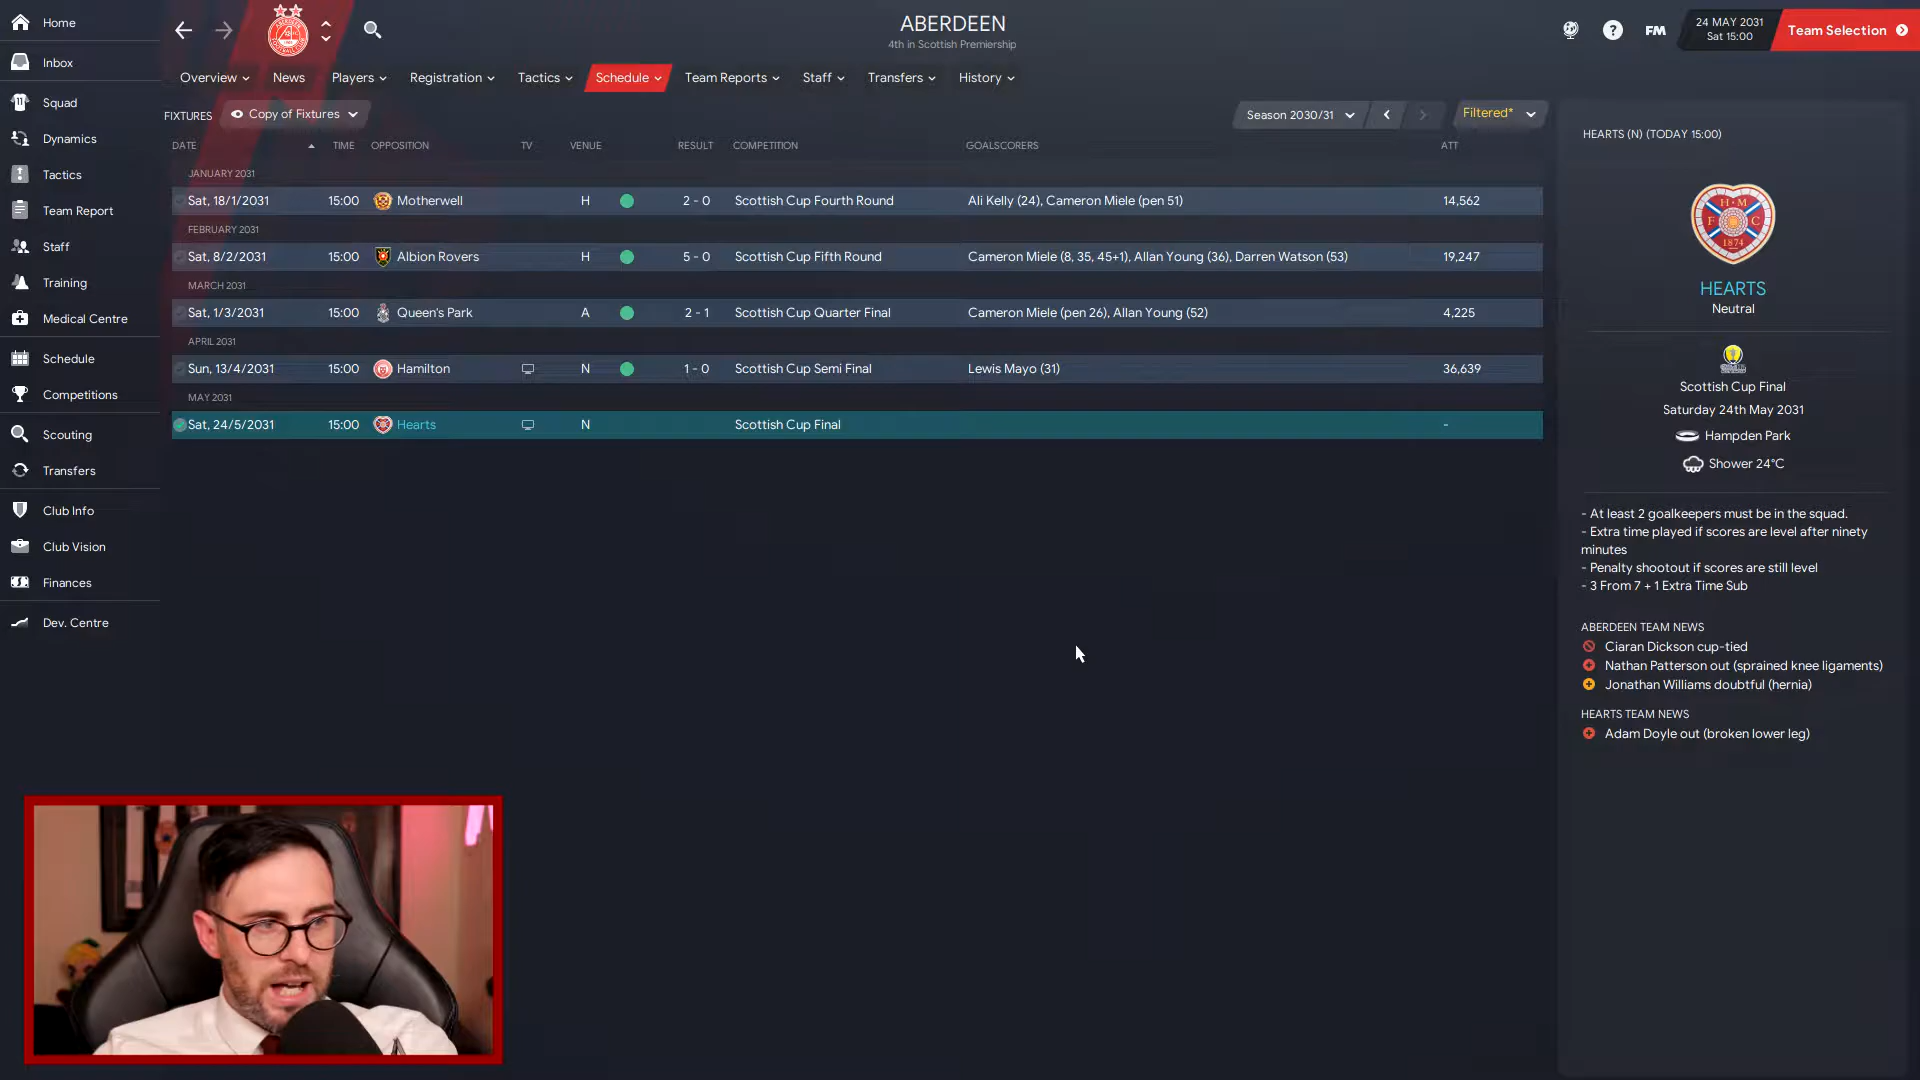 Home
Inbox
Squad
Dynamics
Tactics
Team Report
Staff
Training
Medical Centre
Schedule
Competitions
Scouting
Transfers
Club Info
Club Vision
Finances
Dev. Centre
ABERDEEN
4th in Scottish Premiership
FM
24 MAY 2031
Sat 15:00
Team Selection
Overview
News
Players
Registration
Tactics
Schedule
Team Reports
Staff
Transfers
History
FIXTURES
Copy of Fixtures
Season 2030/31
Filtered*
DATE TIME OPPOSITION TV VENUE RESULT COMPETITION GOALSCORERS ATT
JANUARY 2031
Sat, 18/1/2031 15:00 Motherwell H 2 - 0 Scottish Cup Fourth Round Ali Kelly (24), Cameron Miele (pen 51) 14,562
FEBRUARY 2031
Sat, 8/2/2031 15:00 Albion Rovers H 5 - 0 Scottish Cup Fifth Round Cameron Miele (8, 35, 45+1), Allan Young (36), Darren Watson (53) 19,247
MARCH 2031
Sat, 1/3/2031 15:00 Queen's Park A 2 - 1 Scottish Cup Quarter Final Cameron Miele (pen 26), Allan Young (52) 4,225
APRIL 2031
Sun, 13/4/2031 15:00 Hamilton N 1 - 0 Scottish Cup Semi Final Lewis Mayo (31) 36,639
MAY 2031
Sat, 24/5/2031 15:00 Hearts N Scottish Cup Final -
HEARTS (N) (TODAY 15:00)
H M
F C
1874
HEARTS
Neutral
Scottish Cup Final
Saturday 24th May 2031
Hampden Park
Shower 24°C
- At least 2 goalkeepers must be in the squad.
- Extra time played if scores are level after ninety
minutes
- Penalty shootout if scores are still level
- 3 From 7 + 1 Extra Time Sub
ABERDEEN TEAM NEWS
Ciaran Dickson cup-tied
Nathan Patterson out (sprained knee ligaments)
Jonathan Williams doubtful (hernia)
HEARTS TEAM NEWS
Adam Doyle out (broken lower leg)